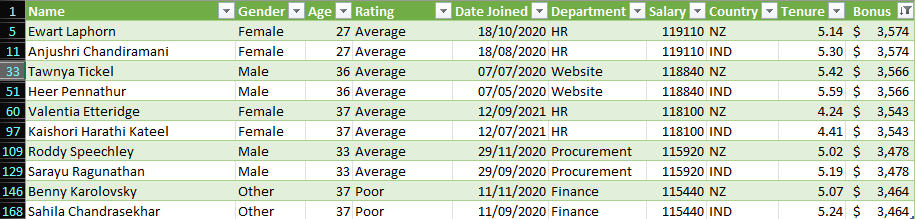 1 Name Gender Age Rating Date Joined Department Salary Country Tenure Bonus
5 Ewart Laphorn Female 27 Average 18/10/2020 HR 119110 NZ 5.14 $ 3,574
11 Anjushri Chandiramani Female 27 Average 18/08/2020 HR 119110 IND 5.30 $ 3,574
33 Tawnya Tickel Male 36 Average 07/07/2020 Website 118840 NZ 5.42 $ 3,566
51 Heer Pennathur Male 36 Average 07/05/2020 Website 118840 IND 5.59 $ 3,566
60 Valentia Etteridge Female 37 Average 12/09/2021 HR 118100 NZ 4.24 $ 3,543
97 Kaishori Harathi Kateel Female 37 Average 12/07/2021 HR 118100 IND 4.41 $ 3,543
109 Roddy Speechley Male 33 Average 29/11/2020 Procurement 115920 NZ 5.02 $ 3,478
129 Sarayu Ragunathan Male 33 Average 29/09/2020 Procurement 115920 IND 5.19 $ 3,478
146 Benny Karolovsky Other 37 Poor 11/11/2020 Finance 115440 NZ 5.07 $ 3,464
168 Sahila Chandrasekhar Other 37 Poor 11/09/2020 Finance 115440 IND 5.24 $ 3,464